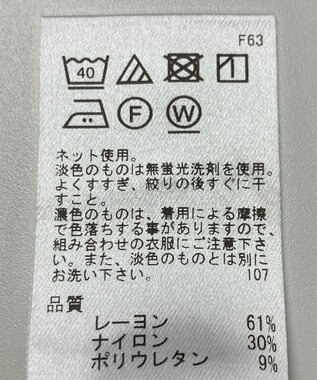 F63
40
F
W
ネット使用。
淡色のものは無蛍光洗剤を使用。
よくすすぎ、絞りの後すぐに干
すこと。
濃色のものは、着用による摩擦
で色落ちする事がありますので、
組み合わせの衣服にご注意下さ
い。また、淡色のものとは別に
お洗い下さい。 107
品質
レーヨン 61%
ナイロン 30%
ポリウレタン 9%